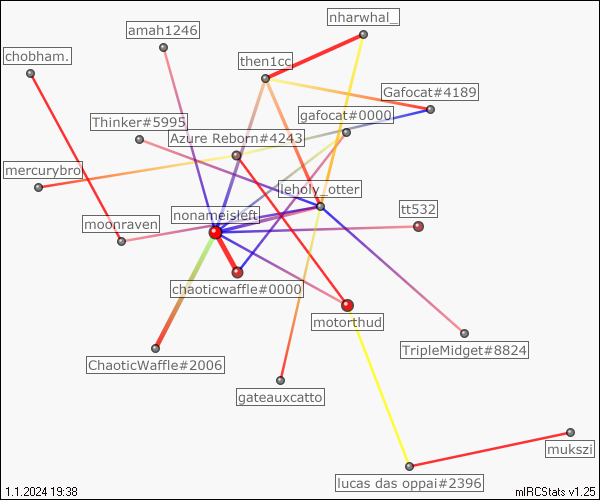 nharwhal_
amah1246
chobham.
then1cc
Gafocat#4189
gafocat#0000
Thinker#5995
Azure Reborn#4243
mercurybro
leholy_otter
tt532
nonameisleft
moonraven
chaoticwaffle#0000
motorthud
TripleMidget#8824
ChaoticWaffle#2006
gateauxcatto
mukszi
lucas das oppai#2396
1.1.2024 19:38
mIRCStats v1.25